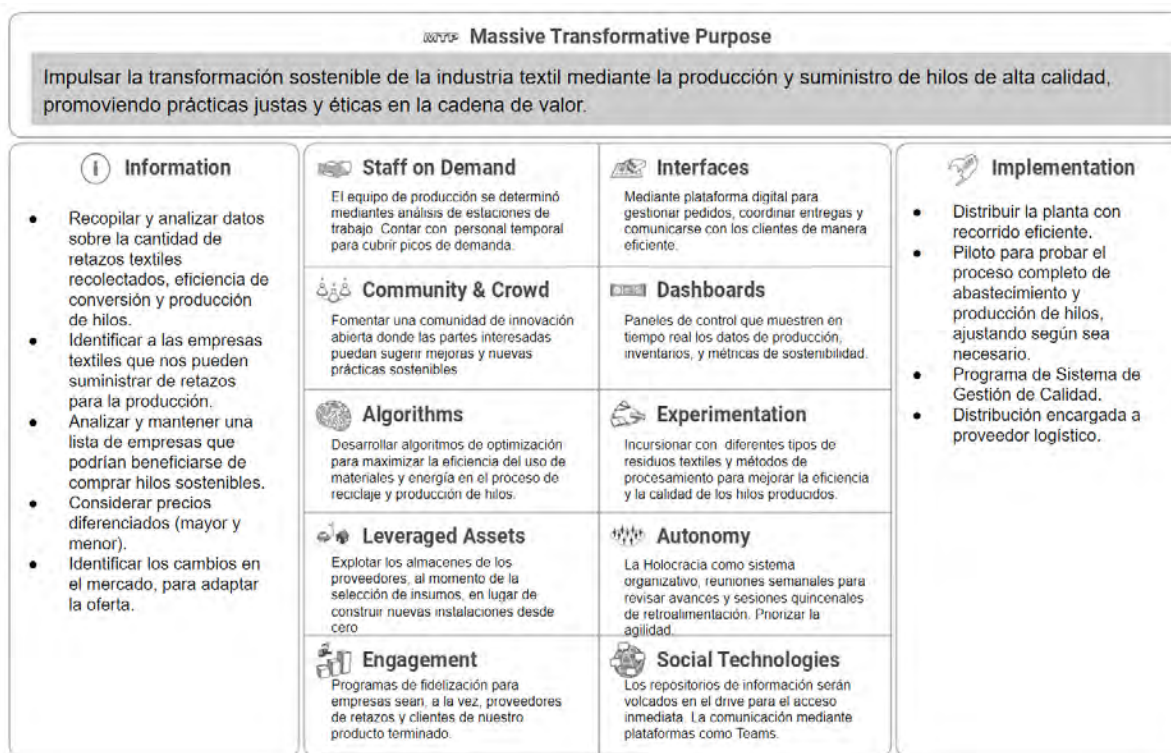 MTP Massive Transformative Purpose
Impulsar la transformación sostenible de la industria textil mediante la producción y suministro de hilos de alta calidad,
promoviendo prácticas justas y éticas en la cadena de valor.
Information
● Recopilar y analizar datos
sobre la cantidad de
retazos textiles
recolectados, eficiencia de
conversión y producción
de hilos.
● Identificar a las empresas
textiles que nos pueden
suministrar de retazos
para la producción.
● Analizar y mantener una
lista de empresas que
podrían beneficiarse de
comprar hilos sostenibles.
● Considerar precios
diferenciados (mayor y
menor).
● Identificar los cambios en
el mercado, para adaptar
la oferta.
Staff on Demand
El equipo de producción se determinó
mediantes análisis de estaciones de
trabajo. Contar con personal temporal
para cubrir picos de demanda.
Community & Crowd
Fomentar una comunidad de innovación
abierta donde las partes interesadas
puedan sugerir mejoras y nuevas
prácticas sostenibles
Algorithms
Desarrollar algoritmos de optimización
para maximizar la eficiencia del uso de
materiales y energía en el proceso de
reciclaje y producción de hilos.
Leveraged Assets
Explotar los almacenes de los
proveedores, al momento de la
selección de insumos, en lugar de
construir nuevas instalaciones desde
cero
Engagement
Programas de fidelización para
empresas sean, a la vez, proveedores
de retazos y clientes de nuestro
producto terminado.
Interfaces
Mediante plataforma digital para
gestionar pedidos, coordinar entregas y
comunicarse con los clientes de manera
eficiente.
Dashboards
Paneles de control que muestren en
tiempo real los datos de producción,
inventarios, y métricas de sostenibilidad.
Experimentation
Incursionar con diferentes tipos de
residuos textiles y métodos de
procesamiento para mejorar la eficiencia
y la calidad de los hilos producidos.
Autonomy
La Holocracia como sistema
organizativo, reuniones semanales para
revisar avances y sesiones quincenales
de retroalimentación. Priorizar la
agilidad.
Social Technologies
Los repositorios de información serán
volcados en el drive para el acceso
inmediata. La comunicación mediante
plataformas como Teams.
Implementation
● Distribuir la planta con
recorrido eficiente.
● Piloto para probar el
proceso completo de
abastecimiento y
producción de hilos,
ajustando según sea
necesario.
● Programa de Sistema de
Gestión de Calidad.
● Distribución encargada a
proveedor logístico.